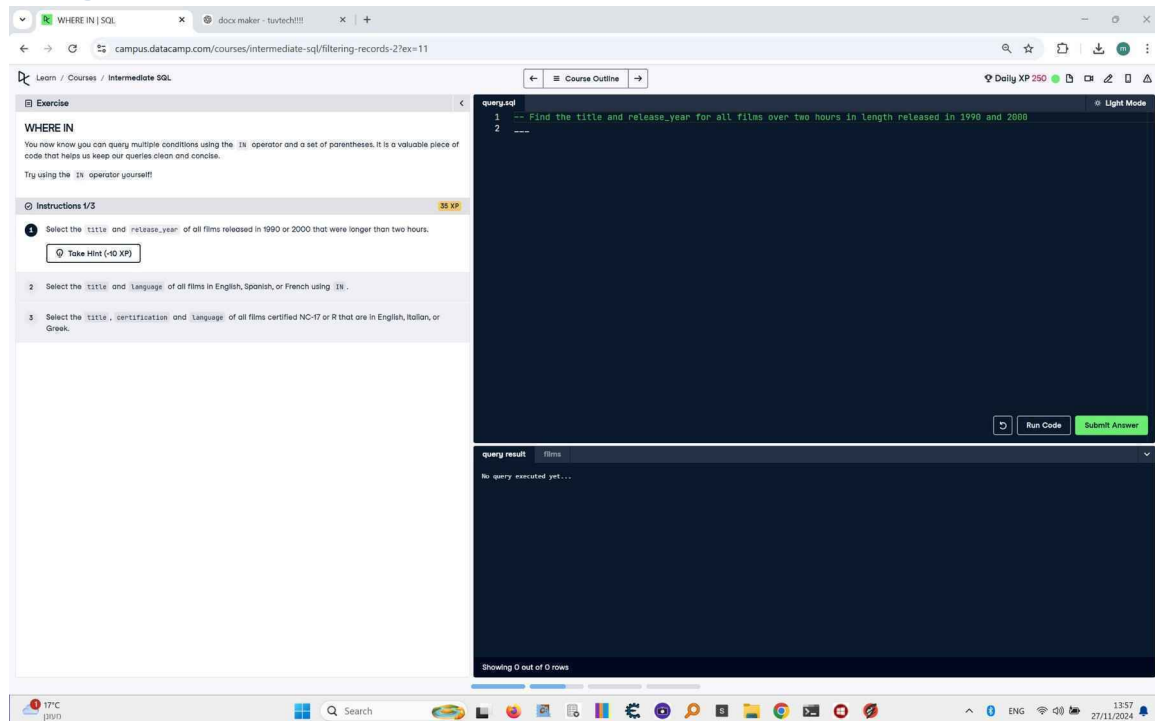 WHERE IN | SQL
docx maker - tuvtech!!!!
campus.datacamp.com/courses/intermediate-sql/filtering-records-2?ex=11
m
Learn / Courses / Intermediate SQL
Course Outline
Daily XP 250
Exercise
WHERE IN
You now know you can query multiple conditions using the IN operator and a set of parentheses. It is a valuable piece of
code that helps us keep our queries clean and concise.
Try using the IN operator yourself!
Instructions 1/3
35 XP
1 Select the title and release_year of all films released in 1990 or 2000 that were longer than two hours.
Take Hint (-10 XP)
2 Select the title and language of all films in English, Spanish, or French using IN .
3 Select the title , certification and language of all films certified NC-17 or R that are in English, Italian, or
Greek.
query.sql
Light Mode
1 -- Find the title and release_year for all films over two hours in length released in 1990 and 2000
2 ___
Run Code
Submit Answer
query result films
No query executed yet...
Showing 0 out of 0 rows
1
17°C
מעונן
Search
S
ENG
13:57
27/11/2024